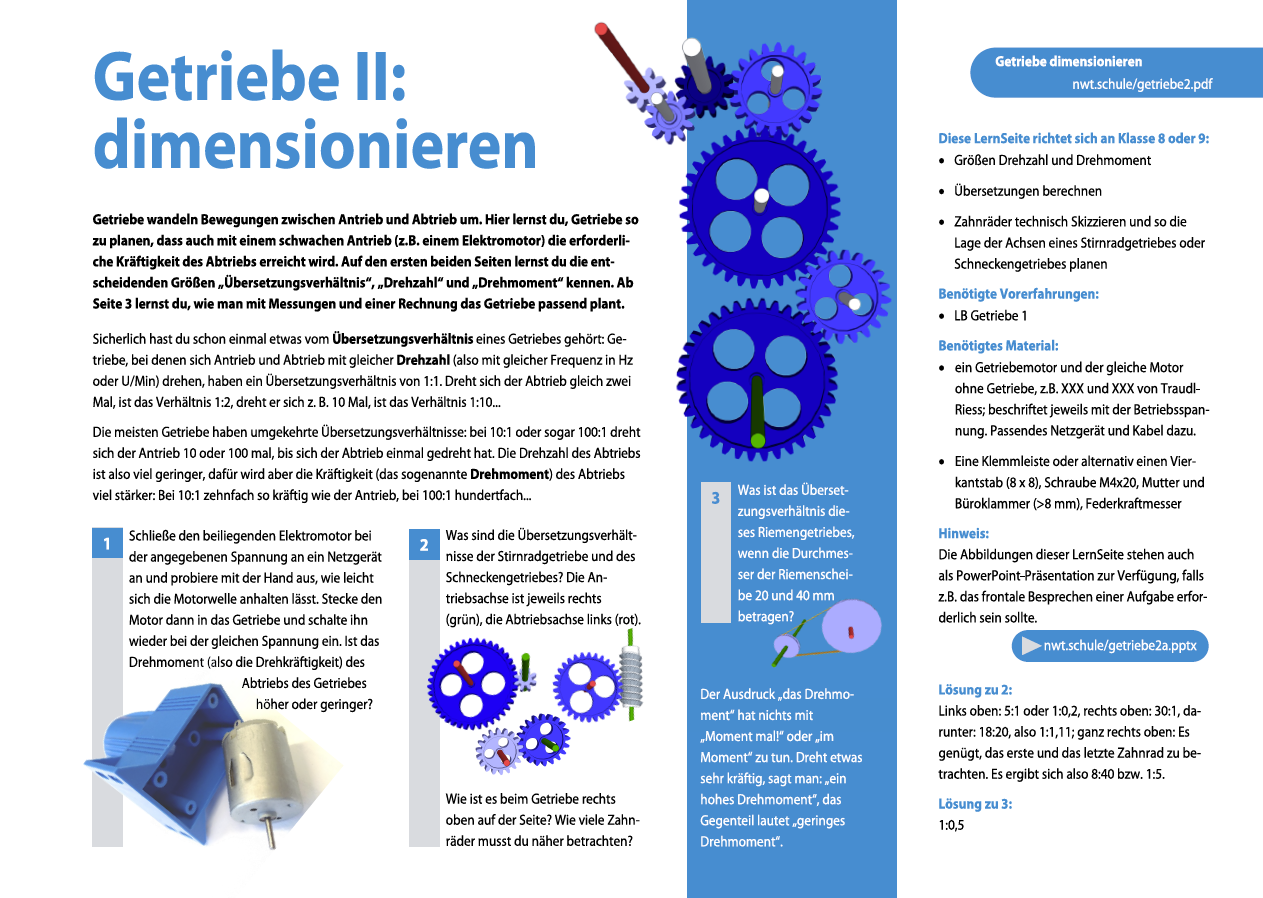 Getriebe II:
dimensionieren
Getriebe wandeln Bewegungen zwischen Antrieb und Abtrieb um. Hier lernst du, Getriebe so
zu planen, dass auch mit einem schwachen Antrieb (z.B. einem Elektromotor) die erforderli-
che Kräftigkeit des Abtriebs erreicht wird. Auf den ersten beiden Seiten lernst du die ent-
scheidenden Größen „Übersetzungsverhältnis“, „Drehzahl“ und „Drehmoment“ kennen. Ab
Seite 3 lernst du, wie man mit Messungen und einer Rechnung das Getriebe passend plant.
Sicherlich hast du schon einmal etwas vom Übersetzungsverhältnis eines Getriebes gehört: Ge-
triebe, bei denen sich Antrieb und Abtrieb mit gleicher Drehzahl (also mit gleicher Frequenz in Hz
oder U/Min) drehen, haben ein Übersetzungsverhältnis von 1:1. Dreht sich der Abtrieb gleich zwei
Mal, ist das Verhältnis 1:2, dreht er sich z. B. 10 Mal, ist das Verhältnis 1:10...
Die meisten Getriebe haben umgekehrte Übersetzungsverhältnisse: bei 10:1 oder sogar 100:1 dreht
sich der Antrieb 10 oder 100 mal, bis sich der Abtrieb einmal gedreht hat. Die Drehzahl des Abtriebs
ist also viel geringer, dafür wird aber die Kräftigkeit (das sogenannte Drehmoment) des Abtriebs
viel stärker: Bei 10:1 zehnfach so kräftig wie der Antrieb, bei 100:1 hundertfach...
1
Schließe den beiliegenden Elektromotor bei
der angegebenen Spannung an ein Netzgerät
an und probiere mit der Hand aus, wie leicht
sich die Motorwelle anhalten lässt. Stecke den
Motor dann in das Getriebe und schalte ihn
wieder bei der gleichen Spannung ein. Ist das
Drehmoment (also die Drehkräftigkeit) des
Abtriebs des Getriebes
höher oder geringer?
2
Was sind die Übersetzungsverhält-
nisse der Stirnradgetriebe und des
Schneckengetriebes? Die An-
triebsachse ist jeweils rechts
(grün), die Abtriebsachse links (rot).
Wie ist es beim Getriebe rechts
oben auf der Seite? Wie viele Zahn-
räder musst du näher betrachten?
3
Was ist das Überset-
zungsverhältnis die-
ses Riemengetriebes,
wenn die Durchmes-
ser der Riemenschei-
be 20 und 40 mm
betragen?
Der Ausdruck „das Drehmo-
ment“ hat nichts mit
„Moment mal!“ oder „im
Moment“ zu tun. Dreht etwas
sehr kräftig, sagt man: „ein
hohes Drehmoment“, das
Gegenteil lautet „geringes
Drehmoment“.
Getriebe dimensionieren
nwt.schule/getriebe2.pdf
Diese LernSeite richtet sich an Klasse 8 oder 9:
• Größen Drehzahl und Drehmoment
• Übersetzungen berechnen
• Zahnräder technisch Skizzieren und so die
Lage der Achsen eines Stirnradgetriebes oder
Schneckengetriebes planen
Benötigte Vorerfahrungen:
• LB Getriebe 1
Benötigtes Material:
• ein Getriebemotor und der gleiche Motor
ohne Getriebe, z.B. XXX und XXX von Traudl-
Riess; beschriftet jeweils mit der Betriebsspan-
nung. Passendes Netzgerät und Kabel dazu.
• Eine Klemmleiste oder alternativ einen Vier-
kantstab (8 x 8), Schraube M4x20, Mutter und
Büroklammer (>8 mm), Federkraftmesser
Hinweis:
Die Abbildungen dieser LernSeite stehen auch
als PowerPoint-Präsentation zur Verfügung, falls
z.B. das frontale Besprechen einer Aufgabe erfor-
derlich sein sollte.
nwt.schule/getriebe2a.pptx
Lösung zu 2:
Links oben: 5:1 oder 1:0,2, rechts oben: 30:1, da-
runter: 18:20, also 1:1,11; ganz rechts oben: Es
genügt, das erste und das letzte Zahnrad zu be-
trachten. Es ergibt sich also 8:40 bzw. 1:5.
Lösung zu 3:
1:0,5